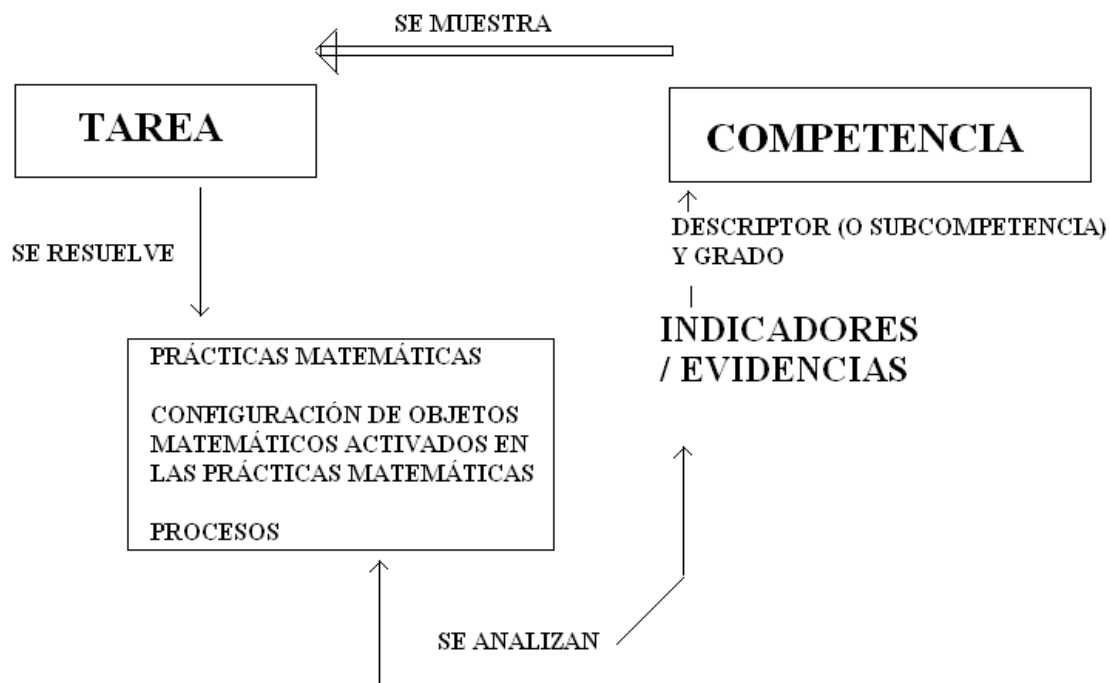 SE MUESTRA
TAREA
COMPETENCIA
SE RESUELVE
DESCRIPTOR (O SUBCOMPETENCIA)
Y GRADO
INDICADORES
/ EVIDENCIAS
PRÁCTICAS MATEMÁTICAS
CONFIGURACIÓN DE OBJETOS
MATEMÁTICOS ACTIVADOS EN
LAS PRÁCTICAS MATEMÁTICAS
PROCESOS
SE ANALIZAN